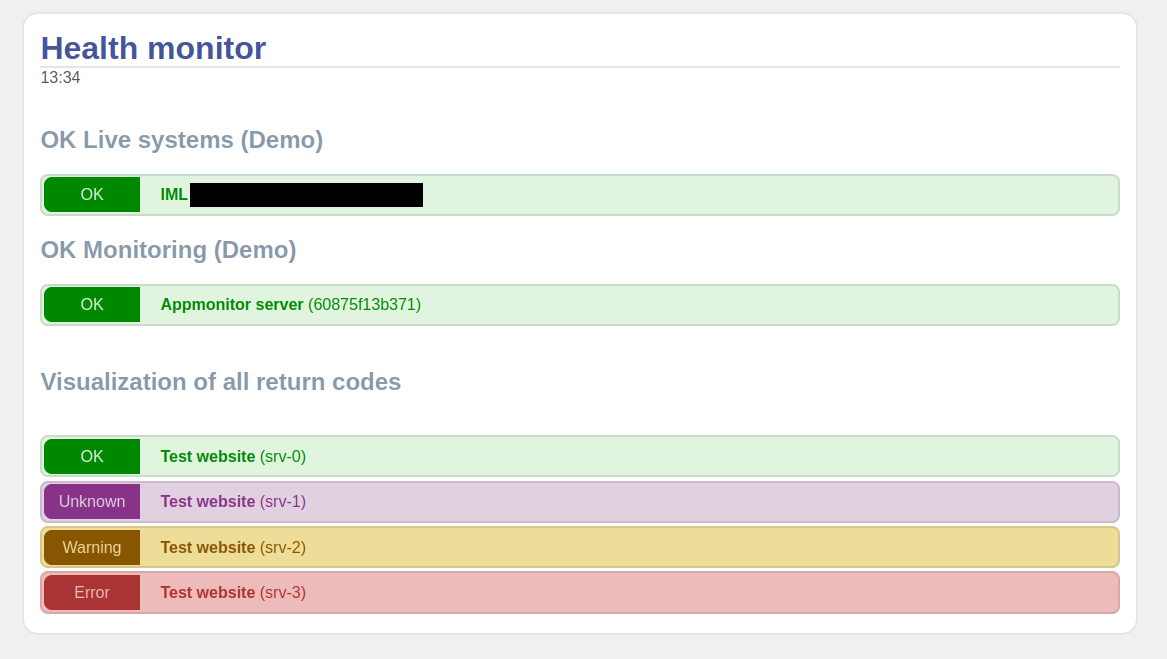 Health monitor
13:34
OK Live systems (Demo)
OK IML
OK Monitoring (Demo)
OK Appmonitor server (60875f13b371)
Visualization of all return codes
OK Test website (srv-0)
Unknown Test website (srv-1)
Warning Test website (srv-2)
Error Test website (srv-3)